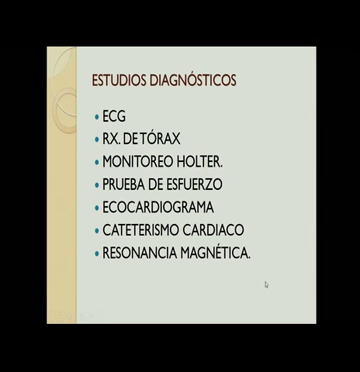 ESTUDIOS DIAGNÓSTICOS
ECG
RX. DE TÓRAX
MONITOREO HOLTER.
PRUEBA DE ESFUERZO
ECOCARDIOGRAMA
CATETERISMO CARDIACO
RESONANCIA MAGNÉTICA.